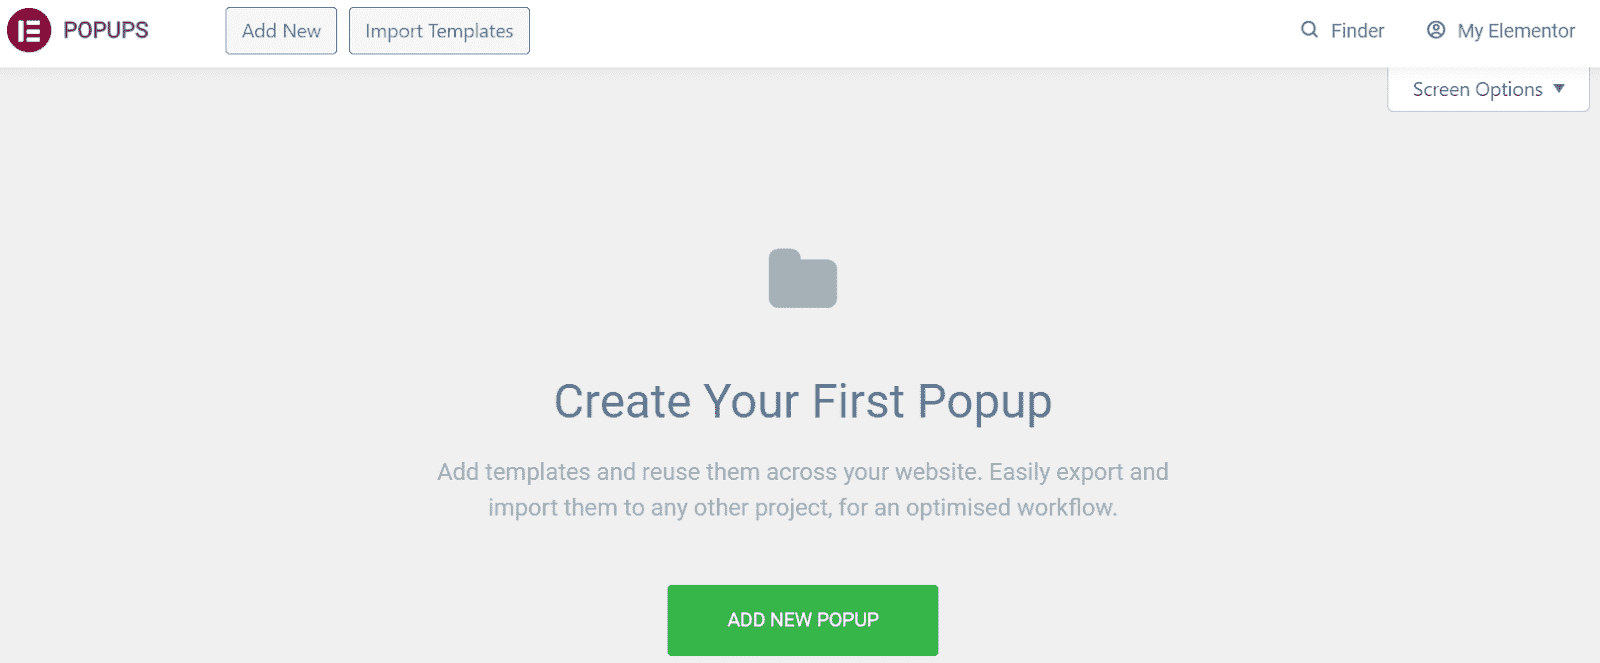 POPUPS
Add New
Import Templates
Finder
My Elementor
Screen Options
Create Your First Popup
Add templates and reuse them across your website. Easily export and
import them to any other project, for an optimised workflow.
ADD NEW POPUP